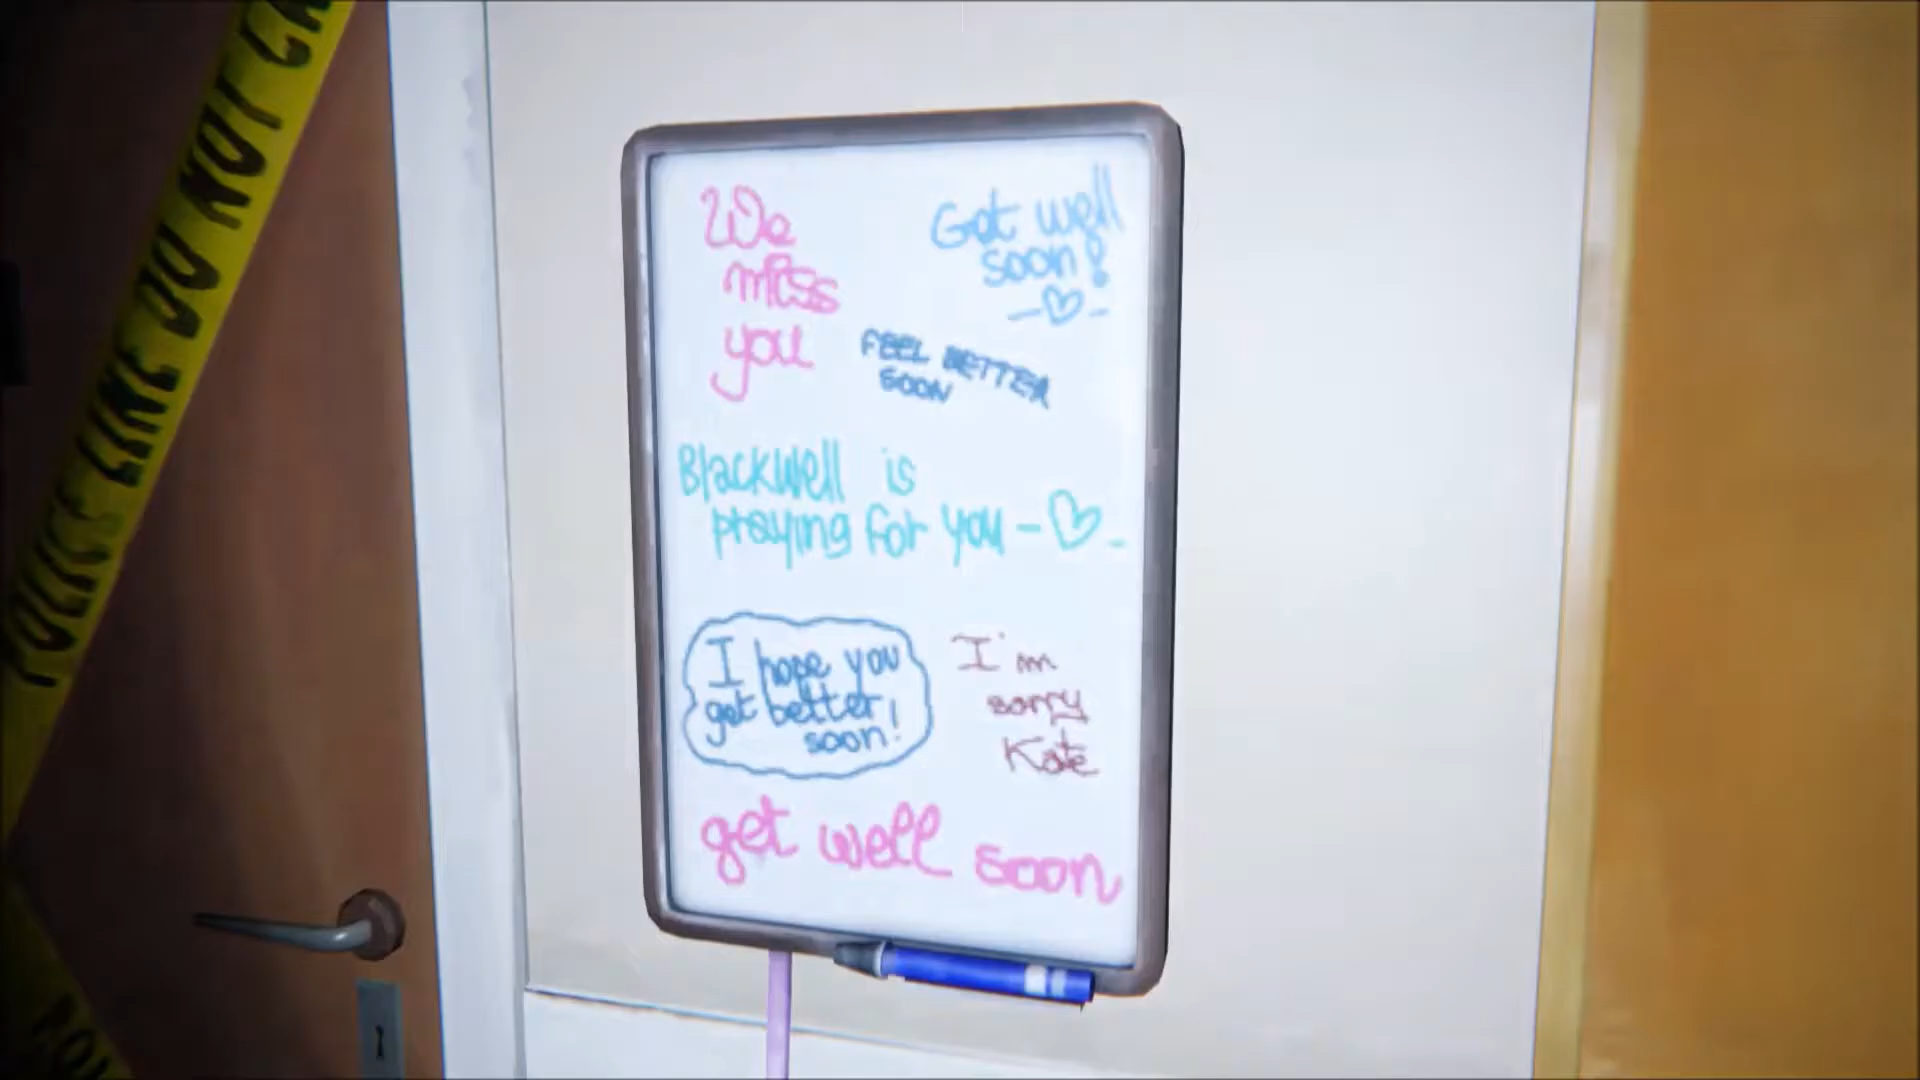 POLICE LINE DO NOT CR
We
miss
you
Get well
soon!
FEEL BETTER
SOON
Blackwell is
praying for you
I hope you
get better
soon!
I'm
sorry
Kate
get well soon